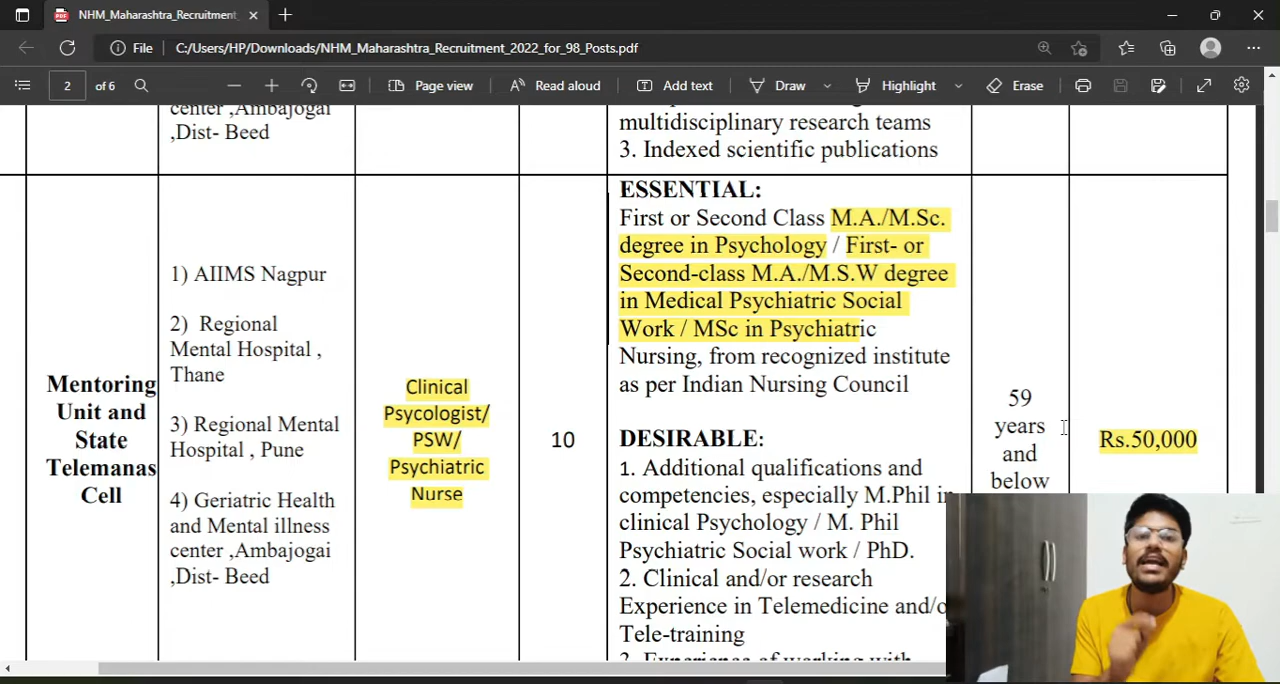 NHM_Maharashtra_Recruitment_
File
C:/Users/HP/Downloads/NHM_Maharashtra_Recruitment_2022_for_98_Posts.pdf
2
of 6
Page view
Read aloud
Add text
Draw
Highlight
Erase
center ,Ambajogai
,Dist- Beed
multidisciplinary research teams
3. Indexed scientific publications
Mentoring
Unit and
State
Telemanas
Cell
1) AIIMS Nagpur
2) Regional
Mental Hospital ,
Thane
3) Regional Mental
Hospital , Pune
4) Geriatric Health
and Mental illness
center ,Ambajogai
,Dist- Beed
Clinical
Psycologist/
PSW/
Psychiatric
Nurse
10
ESSENTIAL:
First or Second Class M.A./M.Sc.
degree in Psychology / First- or
Second-class M.A./M.S.W degree
in Medical Psychiatric Social
Work / MSc in Psychiatric
Nursing, from recognized institute
as per Indian Nursing Council
DESIRABLE:
1. Additional qualifications and
competencies, especially M.Phil in
clinical Psychology / M. Phil
Psychiatric Social work / PhD.
2. Clinical and/or research
Experience in Telemedicine and/o
Tele-training
3. Experience of working with
59
years
and
below
Rs.50,000